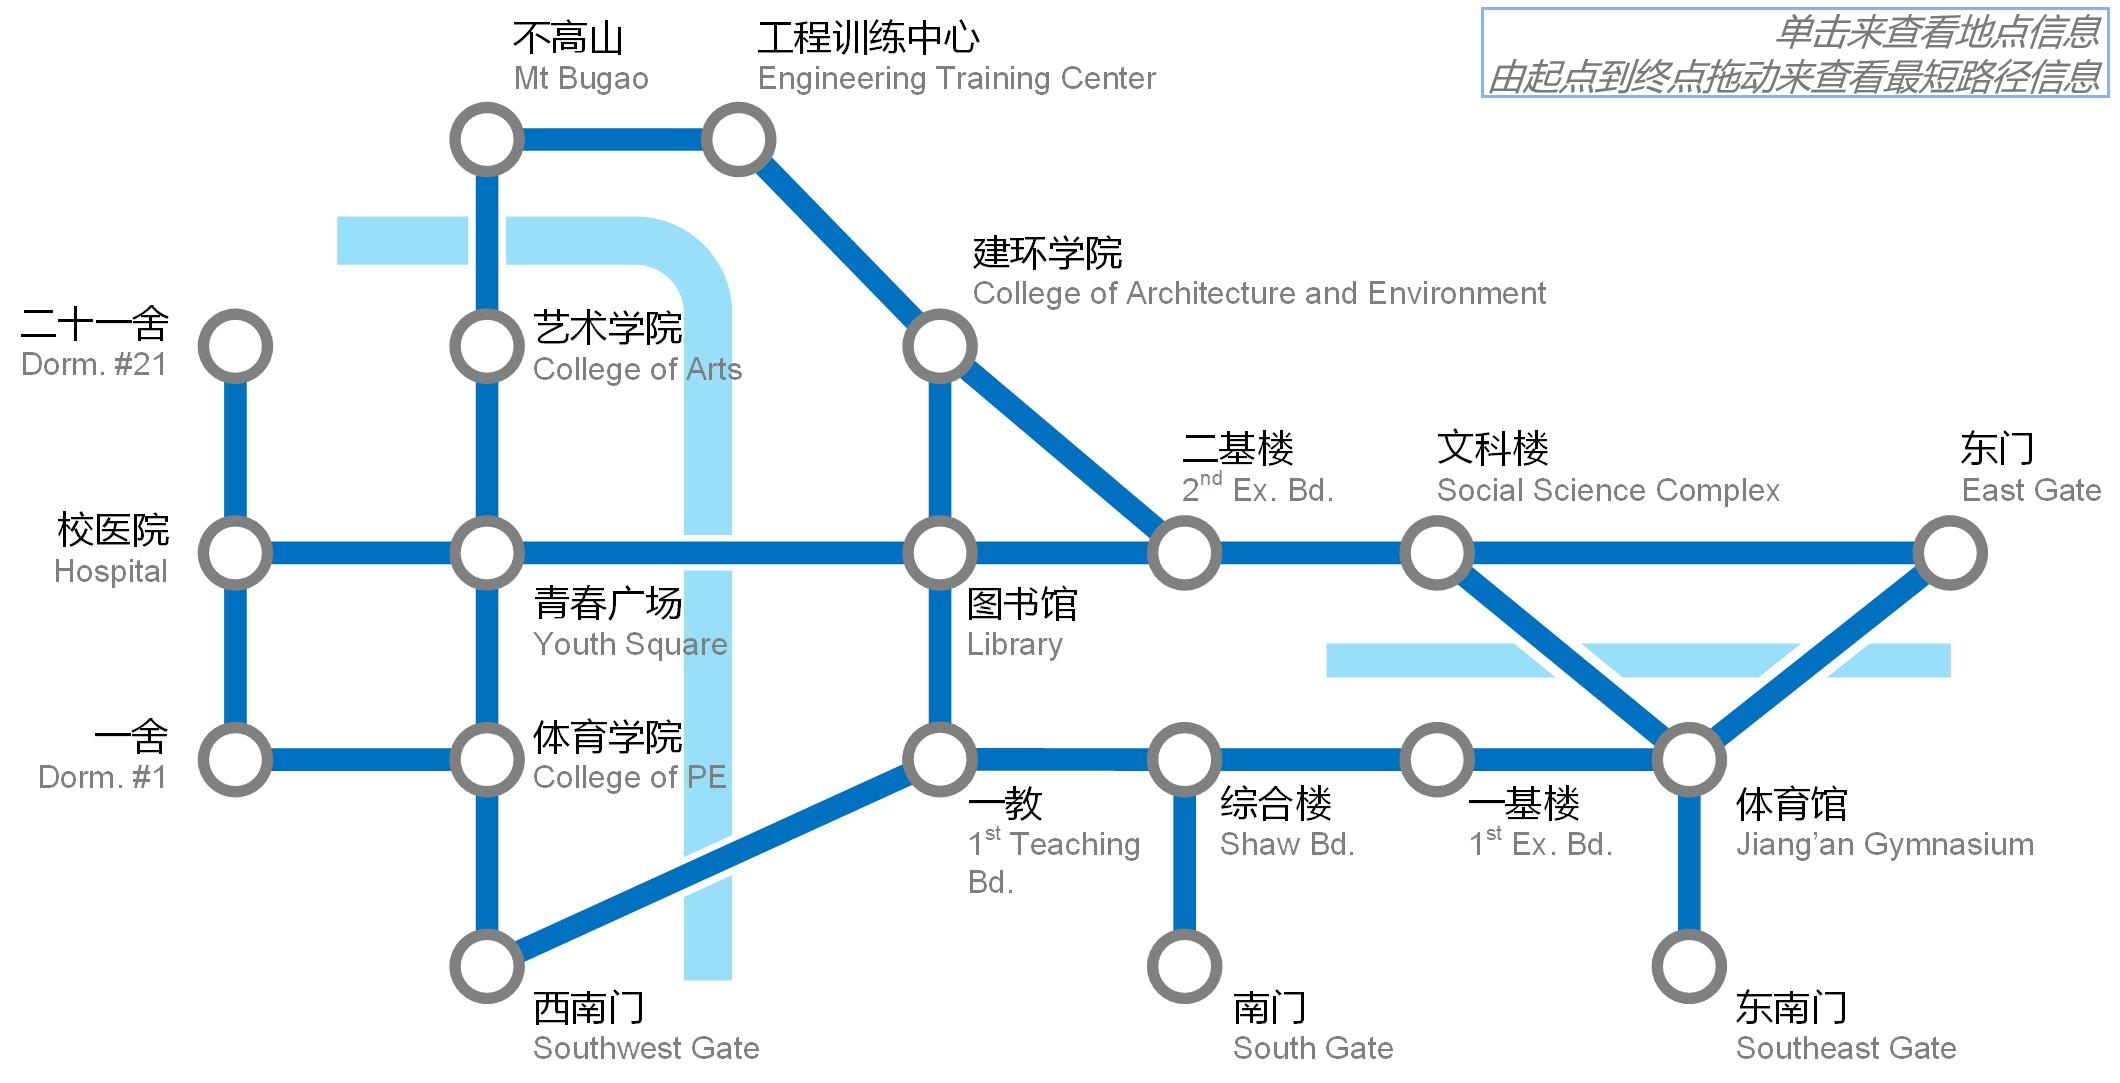 不高山
Mt Bugao
工程训练中心
Engineering Training Center
单击来查看地点信息
由起点到终点拖动来查看最短路径信息
建环学院
College of Architecture and Environment
二十一舍
Dorm. #21
艺术学院
College of Arts
二基楼
2nd Ex. Bd.
文科楼
Social Science Complex
东门
East Gate
校医院
Hospital
青春广场
Youth Square
图书馆
Library
一舍
Dorm. #1
体育学院
College of PE
一教
1st Teaching
Bd.
综合楼
Shaw Bd.
一基楼
1st Ex. Bd.
体育馆
Jiang’an Gymnasium
西南门
Southwest Gate
南门
South Gate
东南门
Southeast Gate